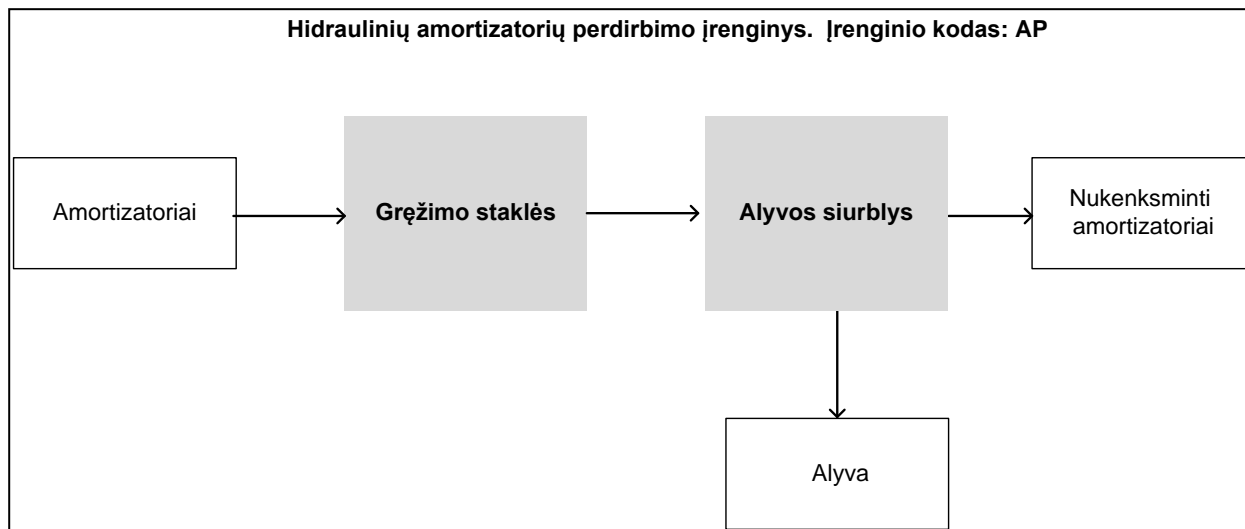 Hidraulinių amortizatorių perdirbimo įrenginys. Įrenginio kodas: AP
Amortizatoriai
Gręžimo staklės
Alyvos siurblys
Nukenksminti
amortizatoriai
Alyva